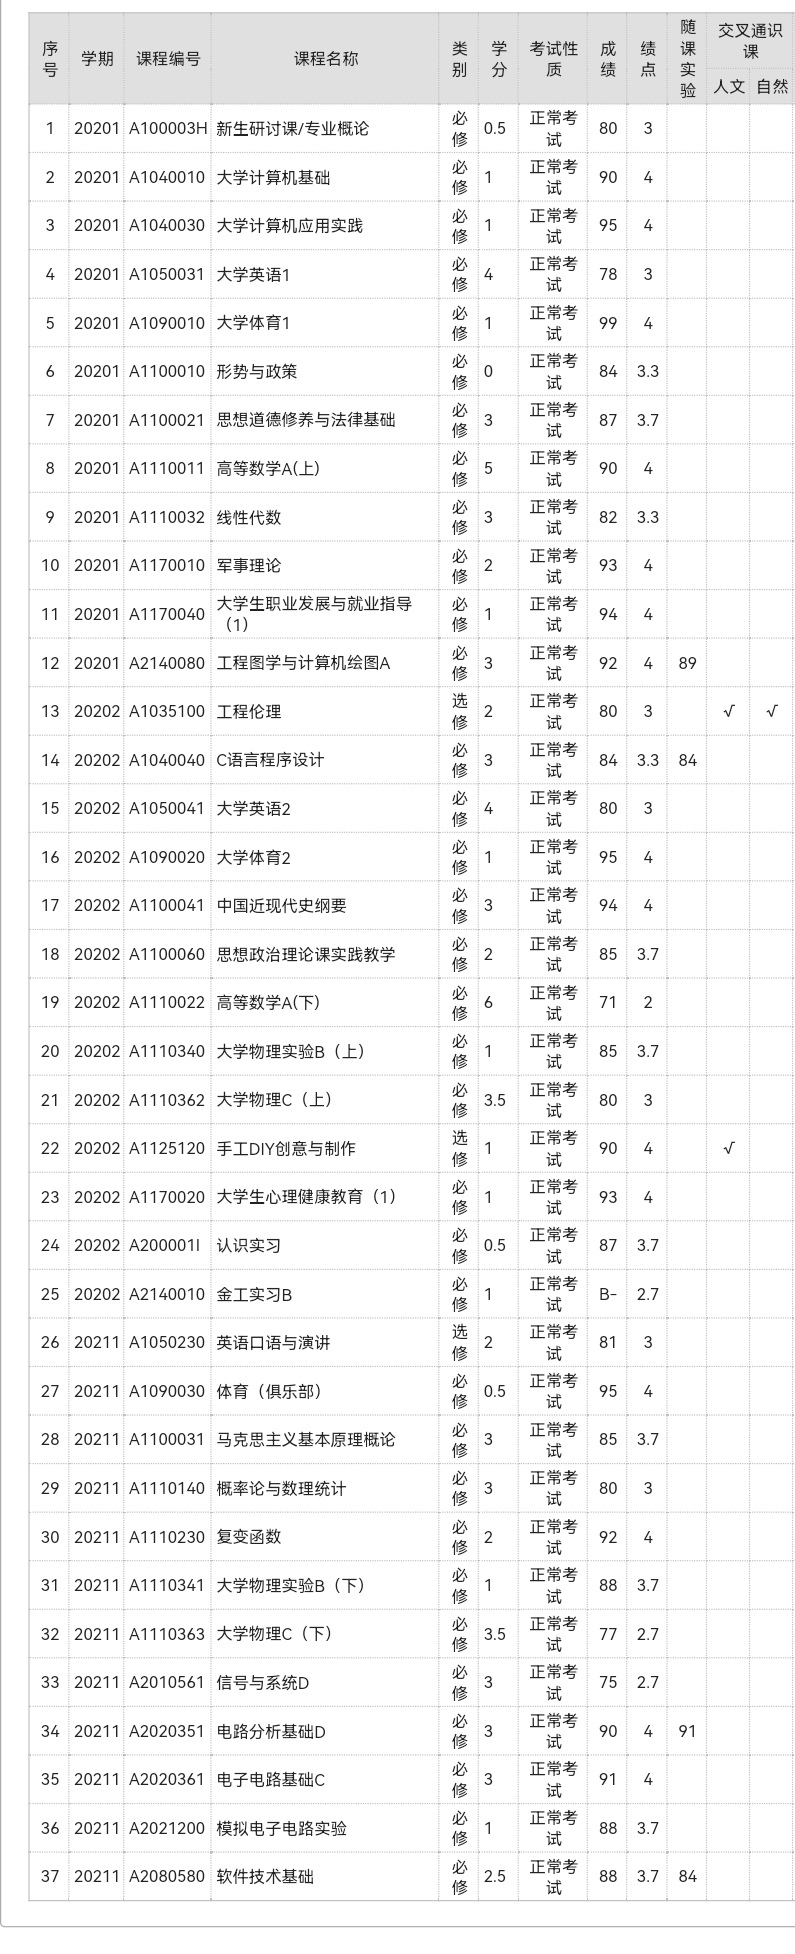 序号 学期 课程编号 课程名称 类别 学分 考试性质 成绩 绩点 随课实验 交叉通识课 人文 自然
1 20201 A100003H 新生研讨课/专业概论 必修 0.5 正常考试 80 3
2 20201 A1040010 大学计算机基础 必修 1 正常考试 90 4
3 20201 A1040030 大学计算机应用实践 必修 1 正常考试 95 4
4 20201 A1050031 大学英语1 必修 4 正常考试 78 3
5 20201 A1090010 大学体育1 必修 1 正常考试 99 4
6 20201 A1100010 形势与政策 必修 0 正常考试 84 3.3
7 20201 A1100021 思想道德修养与法律基础 必修 3 正常考试 87 3.7
8 20201 A1110011 高等数学A(上) 必修 5 正常考试 90 4
9 20201 A1110032 线性代数 必修 3 正常考试 82 3.3
10 20201 A1170010 军事理论 必修 2 正常考试 93 4
11 20201 A1170040 大学生职业发展与就业指导（1） 必修 1 正常考试 94 4
12 20201 A2140080 工程图学与计算机绘图A 必修 3 正常考试 92 4 89
13 20202 A1035100 工程伦理 选修 2 正常考试 80 3 √ √
14 20202 A1040040 C语言程序设计 必修 3 正常考试 84 3.3 84
15 20202 A1050041 大学英语2 必修 4 正常考试 80 3
16 20202 A1090020 大学体育2 必修 1 正常考试 95 4
17 20202 A1100041 中国近现代史纲要 必修 3 正常考试 94 4
18 20202 A1100060 思想政治理论课实践教学 必修 2 正常考试 85 3.7
19 20202 A1110022 高等数学A(下) 必修 6 正常考试 71 2
20 20202 A1110340 大学物理实验B（上） 必修 1 正常考试 85 3.7
21 20202 A1110362 大学物理C（上） 必修 3.5 正常考试 80 3
22 20202 A1125120 手工DIY创意与制作 选修 1 正常考试 90 4 √
23 20202 A1170020 大学生心理健康教育（1） 必修 1 正常考试 93 4
24 20202 A200001I 认识实习 必修 0.5 正常考试 87 3.7
25 20202 A2140010 金工实习B 必修 1 正常考试 B- 2.7
26 20211 A1050230 英语口语与演讲 选修 2 正常考试 81 3
27 20211 A1090030 体育（俱乐部） 必修 0.5 正常考试 95 4
28 20211 A1100031 马克思主义基本原理概论 必修 3 正常考试 85 3.7
29 20211 A1110140 概率论与数理统计 必修 3 正常考试 80 3
30 20211 A1110230 复变函数 必修 2 正常考试 92 4
31 20211 A1110341 大学物理实验B（下） 必修 1 正常考试 88 3.7
32 20211 A1110363 大学物理C（下） 必修 3.5 正常考试 77 2.7
33 20211 A2010561 信号与系统D 必修 3 正常考试 75 2.7
34 20211 A2020351 电路分析基础D 必修 3 正常考试 90 4 91
35 20211 A2020361 电子电路基础C 必修 3 正常考试 91 4
36 20211 A2021200 模拟电子电路实验 必修 1 正常考试 88 3.7
37 20211 A2080580 软件技术基础 必修 2.5 正常考试 88 3.7 84